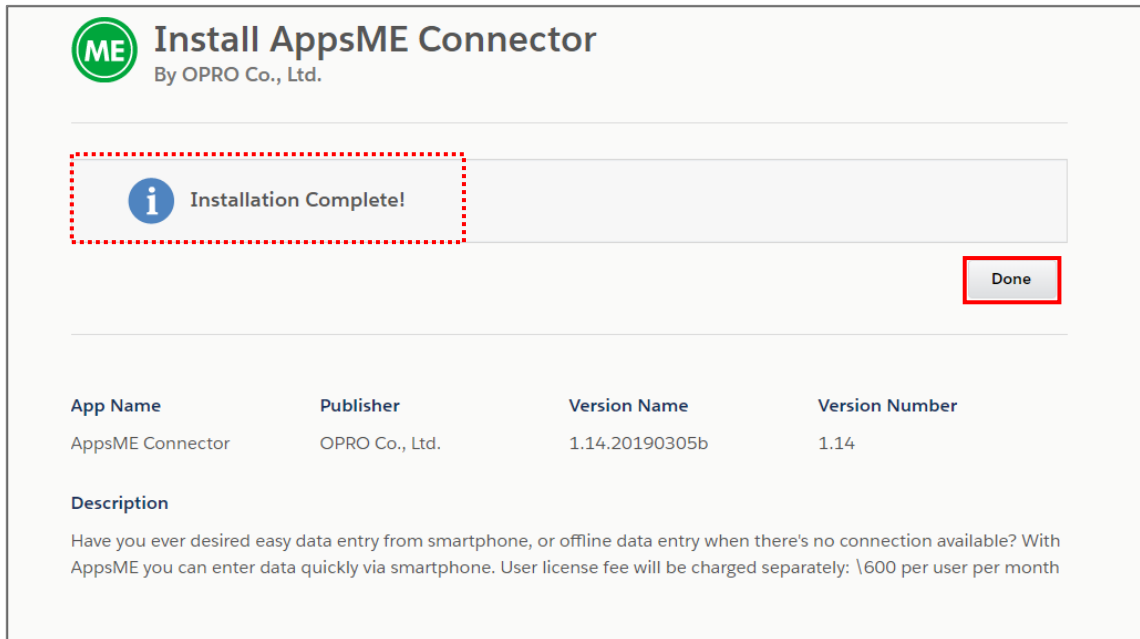 ME
Install AppsME Connector
By OPRO Co., Ltd.
i
Installation Complete!
Done
App Name Publisher Version Name Version Number
AppsME Connector OPRO Co., Ltd. 1.14.20190305b 1.14
Description
Have you ever desired easy data entry from smartphone, or offline data entry when there's no connection available? With
AppsME you can enter data quickly via smartphone. User license fee will be charged separately: \600 per user per month